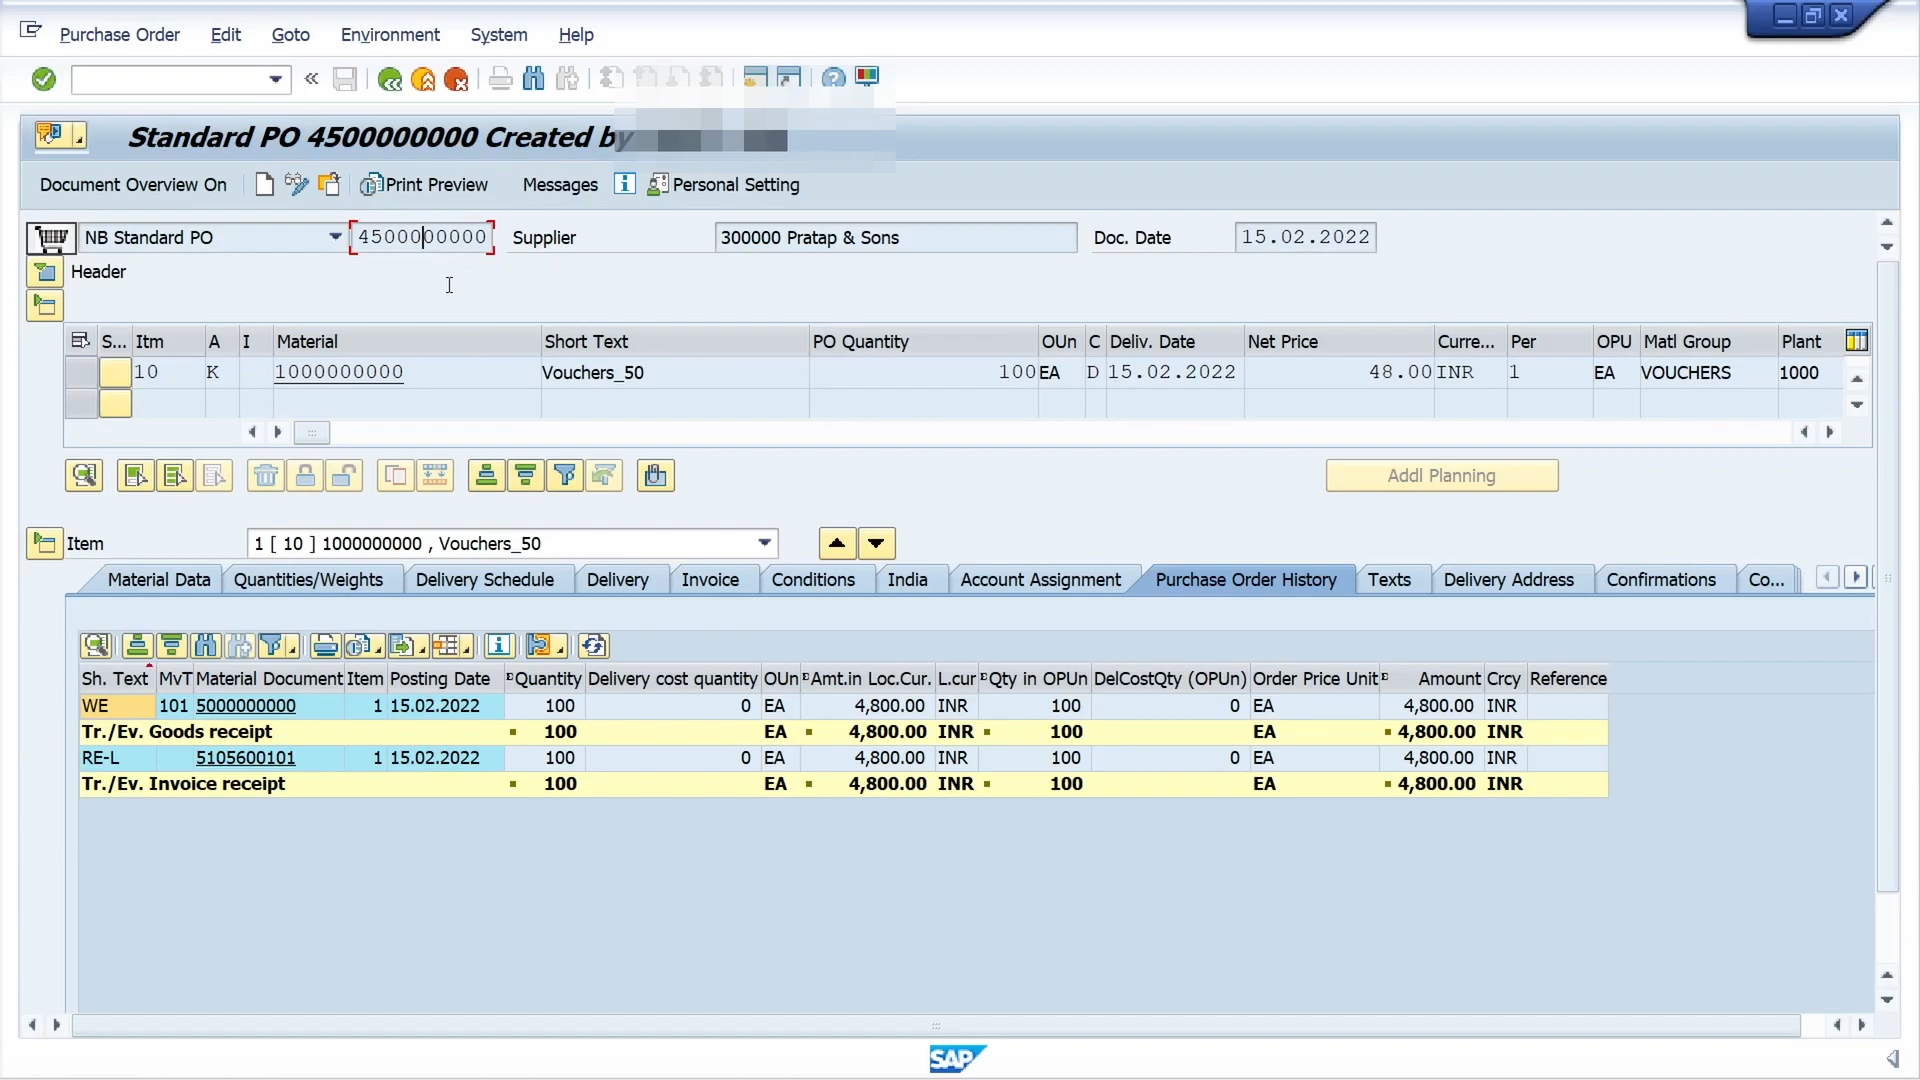 Purchase Order Edit Goto Environment System Help
Standard PO 4500000000 Created by
Document Overview On Print Preview Messages Personal Setting
NB Standard PO 4500000000 Supplier 300000 Pratap & Sons Doc. Date 15.02.2022
Header
S... Itm A I Material Short Text PO Quantity OUn C Deliv. Date Net Price Curre... Per OPU Matl Group Plant
10 K 1000000000 Vouchers_50 100 EA D 15.02.2022 48.00 INR 1 EA VOUCHERS 1000
Addl Planning
Item 1 [ 10 ] 1000000000 , Vouchers_50
Material Data Quantities/Weights Delivery Schedule Delivery Invoice Conditions India Account Assignment Purchase Order History Texts Delivery Address Confirmations Co...
Sh. Text MvT Material Document Item Posting Date Quantity Delivery cost quantity OUn Amt.in Loc.Cur. L.cur Qty in OPUn DelCostQty (OPUn) Order Price Unit Amount Crcy Reference
WE 101 5000000000 1 15.02.2022 100 0 EA 4,800.00 INR 100 0 EA 4,800.00 INR
Tr./Ev. Goods receipt 100 EA 4,800.00 INR 100 EA 4,800.00 INR
RE-L 5105600101 1 15.02.2022 100 0 EA 4,800.00 INR 100 0 EA 4,800.00 INR
Tr./Ev. Invoice receipt 100 EA 4,800.00 INR 100 EA 4,800.00 INR
SAP